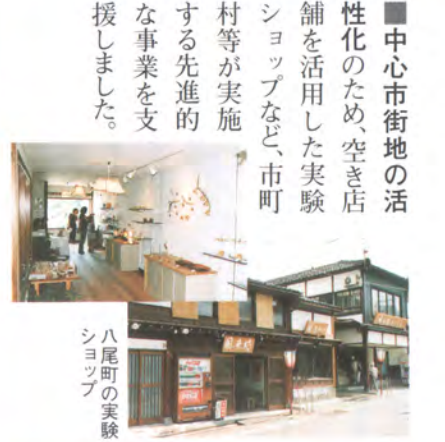 ■中心市街地の活
性化のため、空き店
舗を活用した実験
ショップなど、市町
村等が実施
する先進的
な事業を支
援しました。
八尾町の実験
ショップ